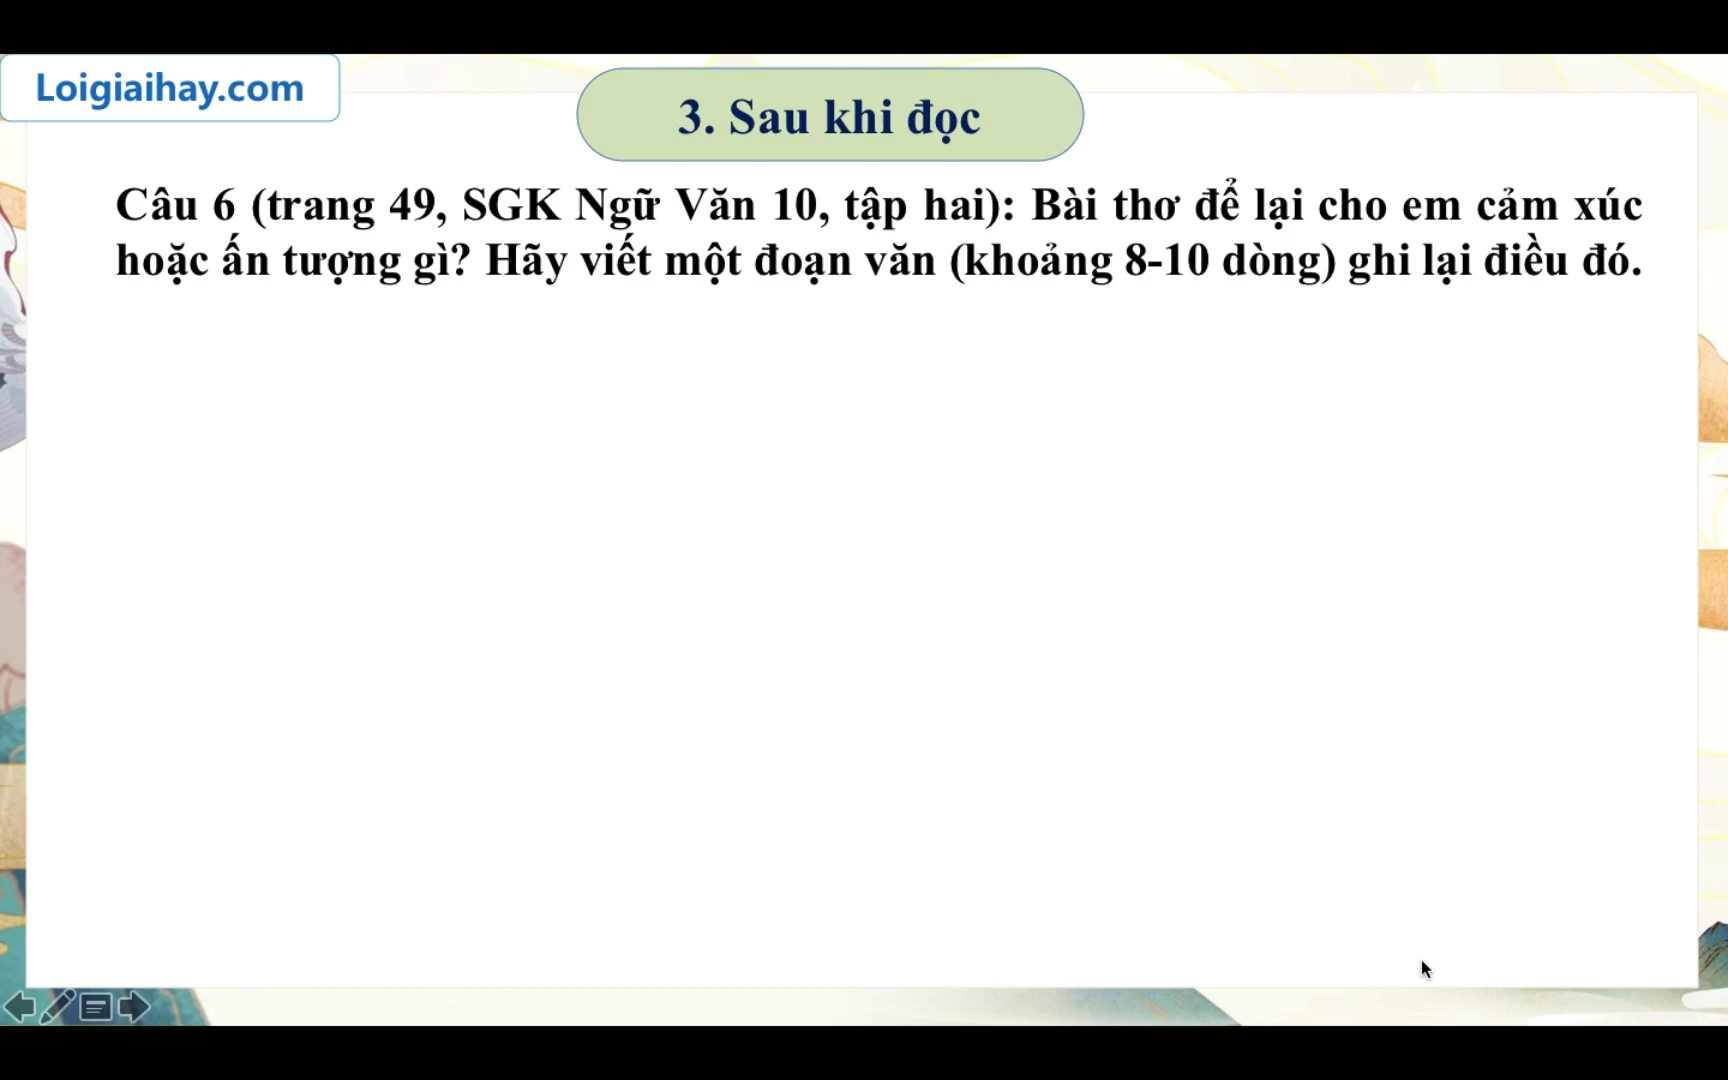 Loigiaihay.com
3. Sau khi đọc
Câu 6 (trang 49, SGK Ngữ Văn 10, tập hai): Bài thơ để lại cho em cảm xúc
hoặc ấn tượng gì? Hãy viết một đoạn văn (khoảng 8-10 dòng) ghi lại điều đó.